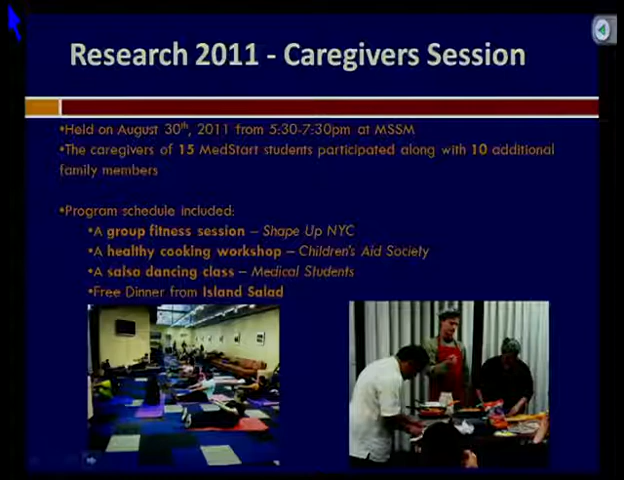 Research 2011 - Caregivers Session
•Held on August 30th, 2011 from 5:30-7:30pm at MSSM
•The caregivers of 15 MedStart students participated along with 10 additional
family members
•Program schedule included:
•A group fitness session – Shape Up NYC
•A healthy cooking workshop – Children's Aid Society
•A salsa dancing class – Medical Students
•Free Dinner from Island Salad